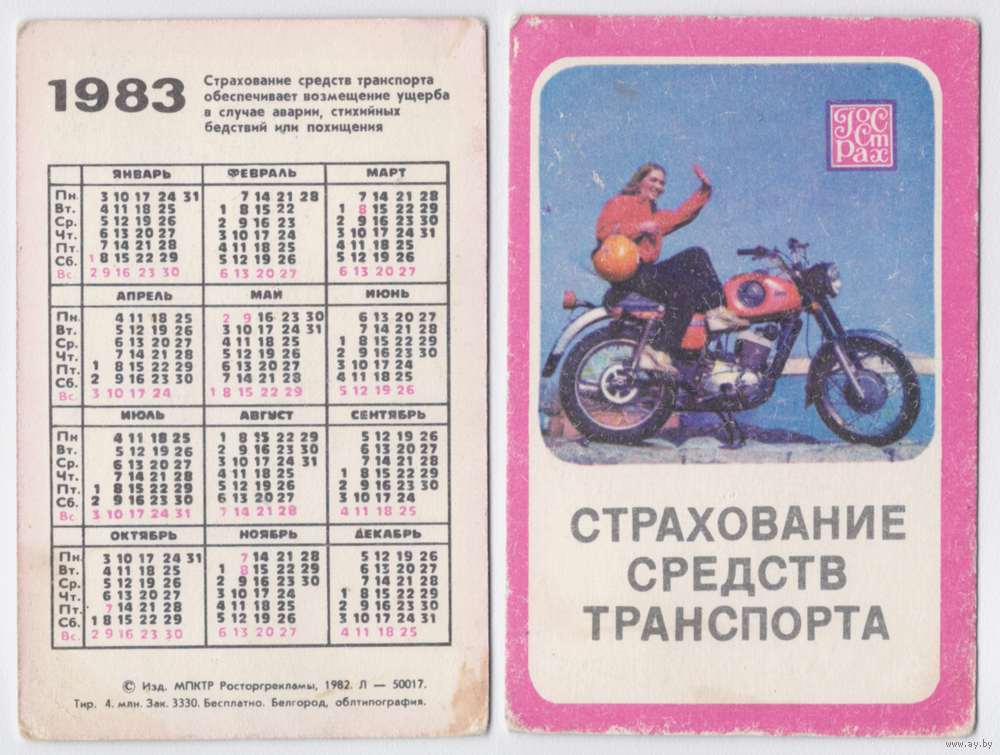 1983
Страхование средств транспорта
обеспечивает возмещение ущерба
в случае аварии, стихийных
бедствий или похищения
ЯНВАРЬ ФЕВРАЛЬ МАРТ
Пн. 3 10 17 24 31 7 14 21 28 7 14 21 28
Вт. 4 11 18 25 1 8 15 22 1 8 15 22 29
Ср. 5 12 19 26 2 9 16 23 2 9 16 23 30
Чт. 6 13 20 27 3 10 17 24 3 10 17 24 31
Пт. 7 14 21 28 4 11 18 25 4 11 18 25
Сб. 1 8 15 22 29 5 12 19 26 5 12 19 26
Вс. 2 9 16 23 30 6 13 20 27 6 13 20 27
АПРЕЛЬ МАЙ ИЮНЬ
Пн. 4 11 18 25 2 9 16 23 30 6 13 20 27
Вт. 5 12 19 26 3 10 17 24 31 7 14 21 28
Ср. 6 13 20 27 4 11 18 25 1 8 15 22 29
Чт. 7 14 21 28 5 12 19 26 2 9 16 23 30
Пт. 1 8 15 22 29 6 13 20 27 3 10 17 24
Сб. 2 9 16 23 30 7 14 21 28 4 11 18 25
Вс. 3 10 17 24 1 8 15 22 29 5 12 19 26
ИЮЛЬ АВГУСТ СЕНТЯБРЬ
Пн 4 11 18 25 1 8 15 22 29 5 12 19 26
Вт. 5 12 19 26 2 9 16 23 30 6 13 20 27
Ср. 6 13 20 27 3 10 17 24 31 7 14 21 28
Чт. 7 14 21 28 4 11 18 25 1 8 15 22 29
Пт. 1 8 15 22 29 5 12 19 26 2 9 16 23 30
Сб. 2 9 16 23 30 6 13 20 27 3 10 17 24
Вс. 3 10 17 24 31 7 14 21 28 4 11 18 25
ОКТЯБРЬ НОЯБРЬ ДЕКАБРЬ
Пн. 3 10 17 24 31 7 14 21 28 5 12 19 26
Вт. 4 11 18 25 1 8 15 22 29 6 13 20 27
Ср. 5 12 19 26 2 9 16 23 30 7 14 21 28
Чт. 6 13 20 27 3 10 17 24 1 8 15 22 29
Пт. 7 14 21 28 4 11 18 25 2 9 16 23 30
Сб. 1 8 15 22 29 5 12 19 26 3 10 17 24 31
Вс. 2 9 16 23 30 6 13 20 27 4 11 18 25
© Изд. МПКТР Росторгрекламы, 1982. Л — 50017.
Тир. 4. млн. Зак. 3330. Бесплатно. Белгород, облтипография.
Гос
ст
рах
СТРАХОВАНИЕ
СРЕДСТВ
ТРАНСПОРТА
www.ay.by